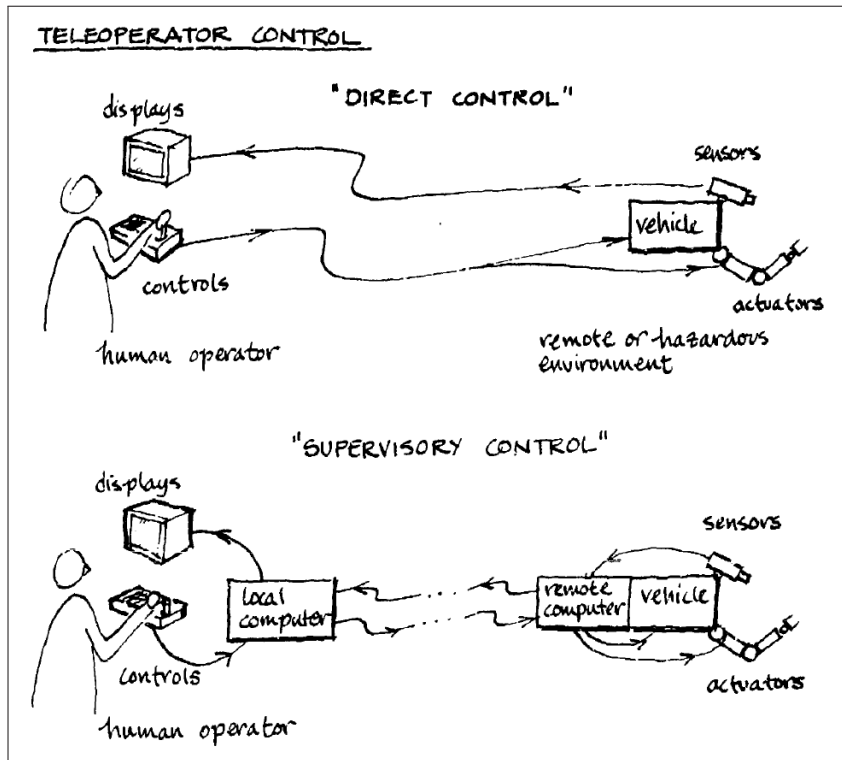 TELEOPERATOR CONTROL
"DIRECT CONTROL"
displays
sensors
vehicle
controls
actuators
human operator
remote or hazardous
environment
"SUPERVISORY CONTROL"
displays
sensors
local
computer
remote
computer
vehicle
controls
actuators
human operator